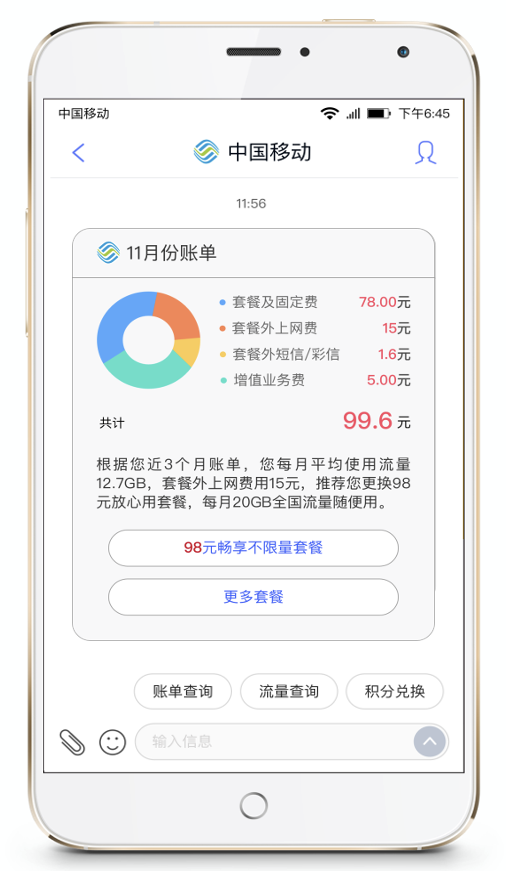 中国移动
下午6:45
中国移动
11:56
11月份账单
套餐及固定费 78.00元
套餐外上网费 15元
套餐外短信/彩信 1.6元
增值业务费 5.00元
共计 99.6 元
根据您近3个月账单，您每月平均使用流量
12.7GB，套餐外上网费用15元，推荐您更换98
元放心用套餐，每月20GB全国流量随便用。
98元畅享不限量套餐
更多套餐
账单查询 流量查询 积分兑换
输入信息